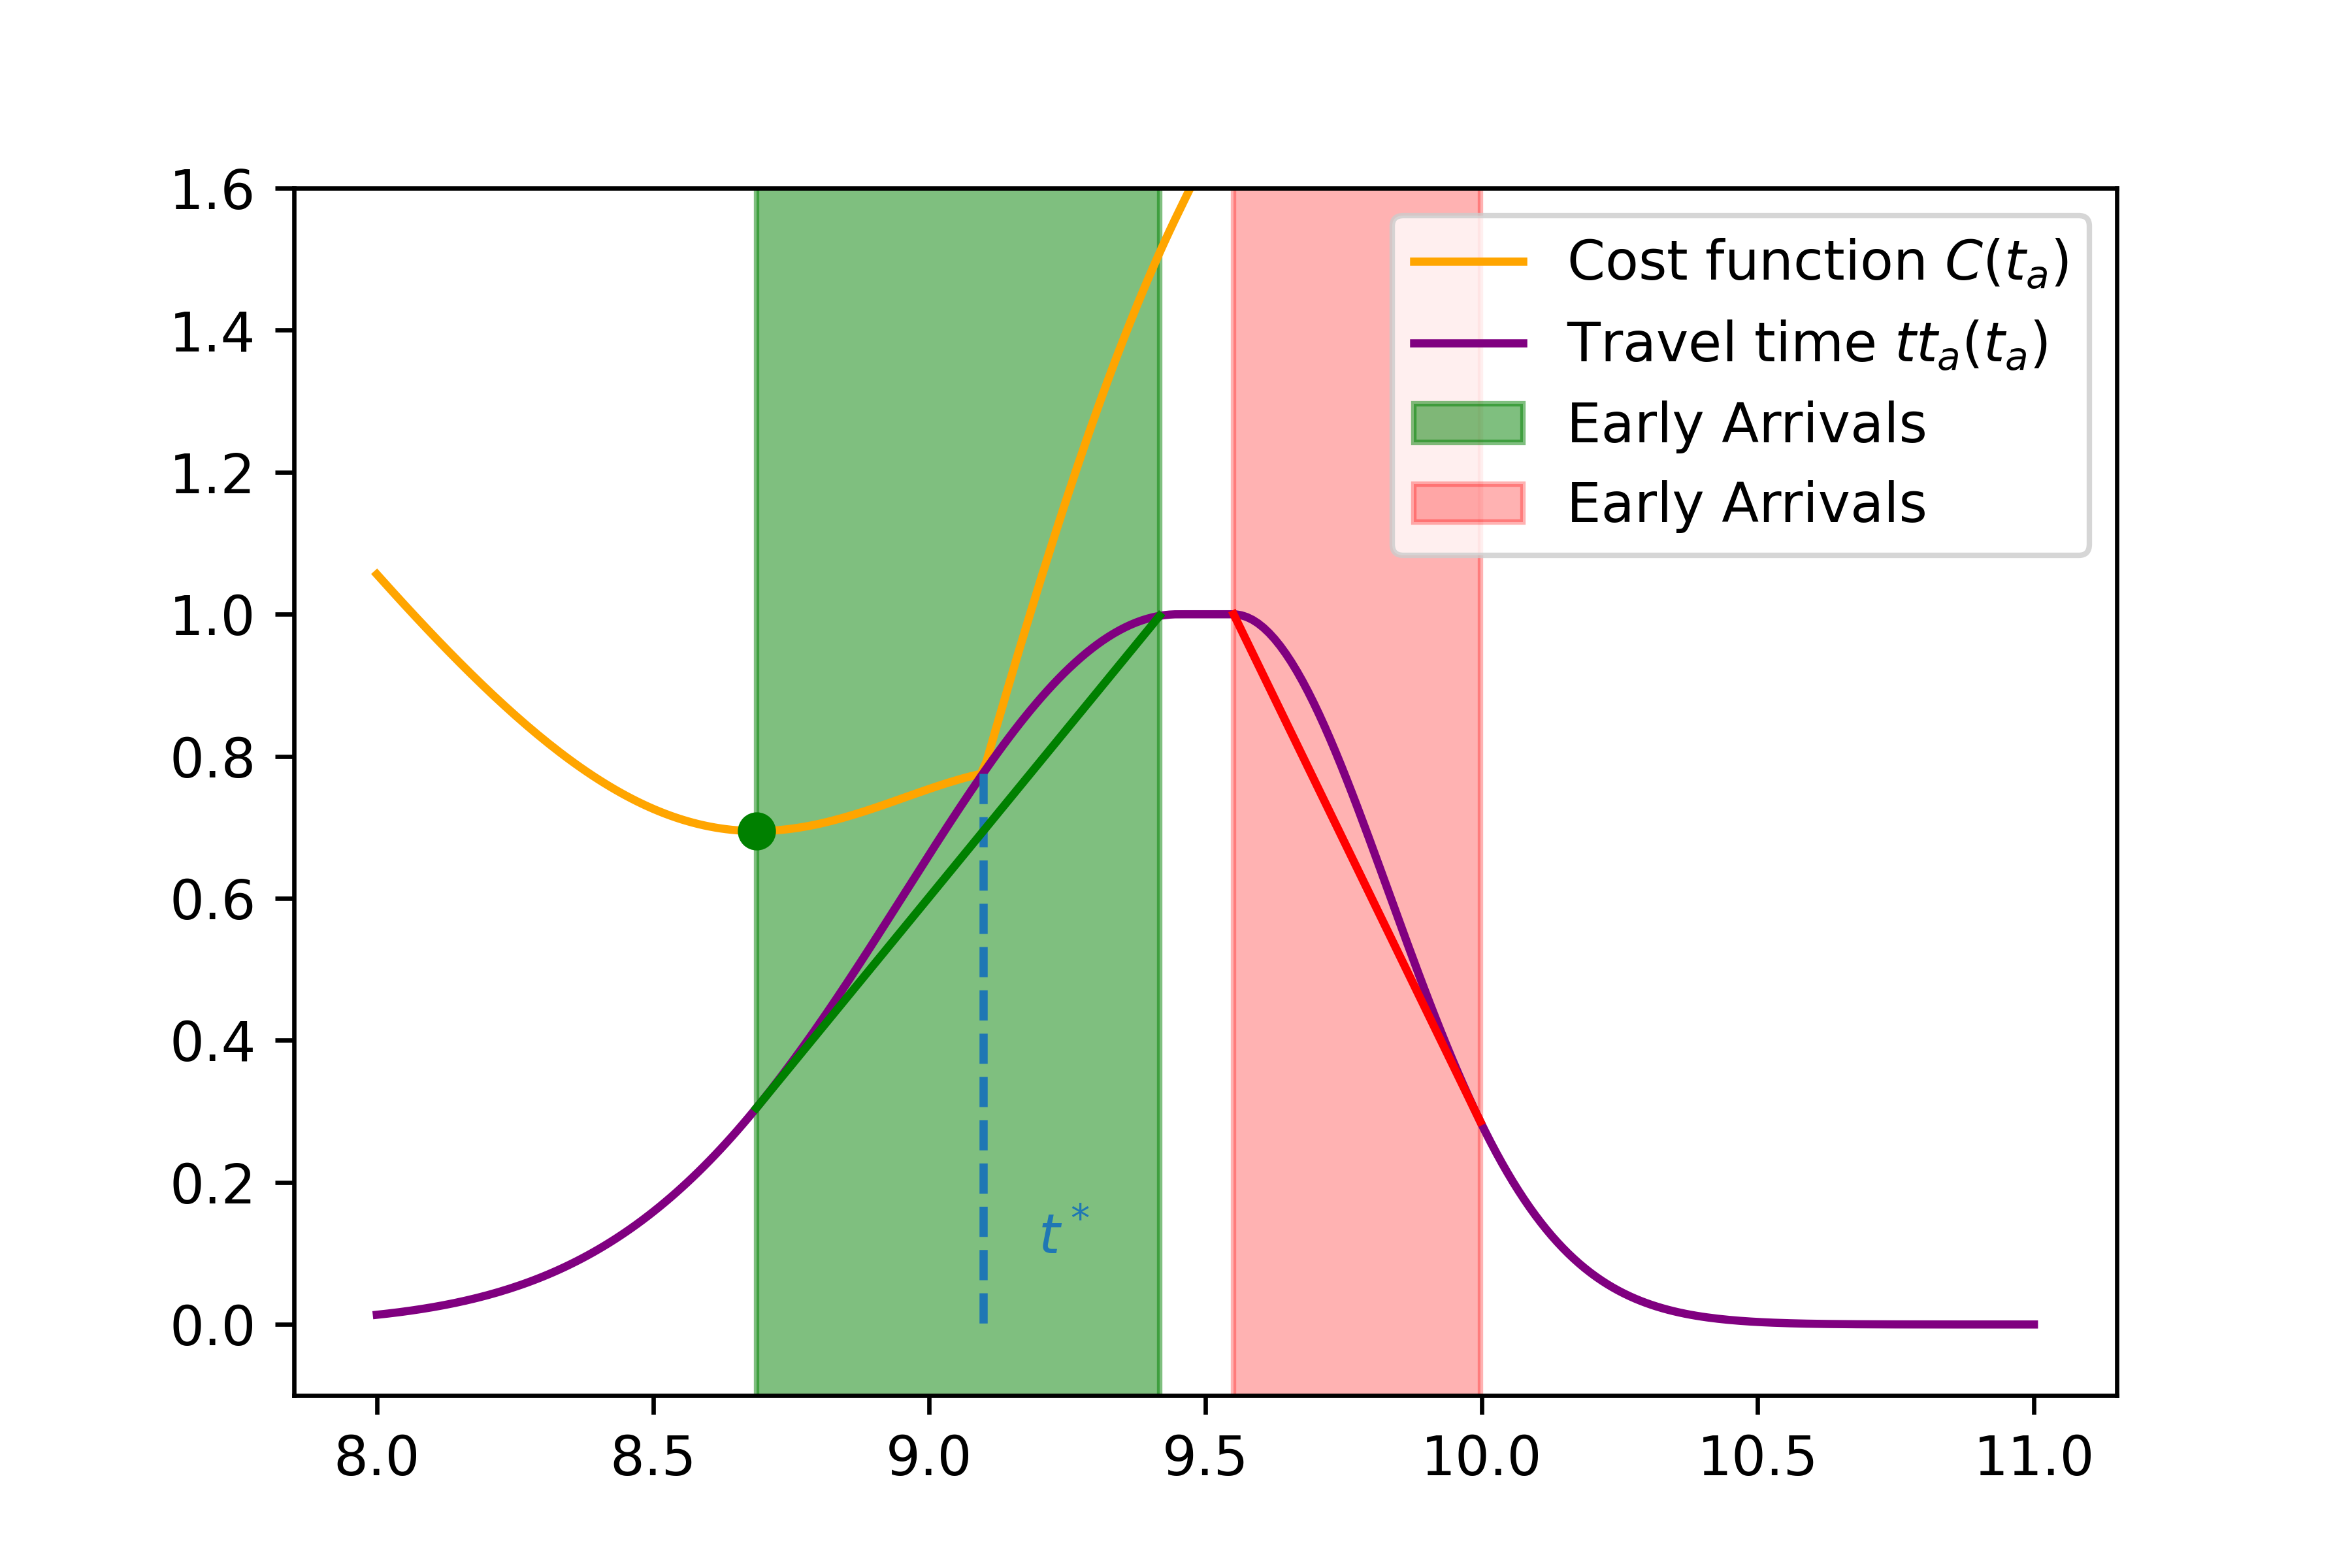 1.6
1.4
1.2
1.0
0.8
0.6
0.4
0.2
0.0
Cost function C(tₐ)
Travel time ttₐ(tₐ)
Early Arrivals
Early Arrivals
t*
8.0 8.5 9.0 9.5 10.0 10.5 11.0